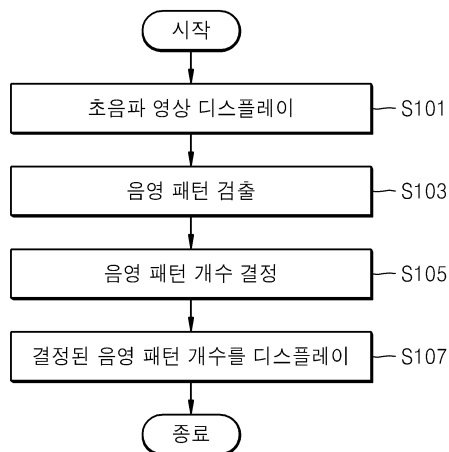 시작
초음파 영상 디스플레이
S101
음영 패턴 검출
S103
음영 패턴 개수 결정
S105
결정된 음영 패턴 개수를 디스플레이
S107
종료